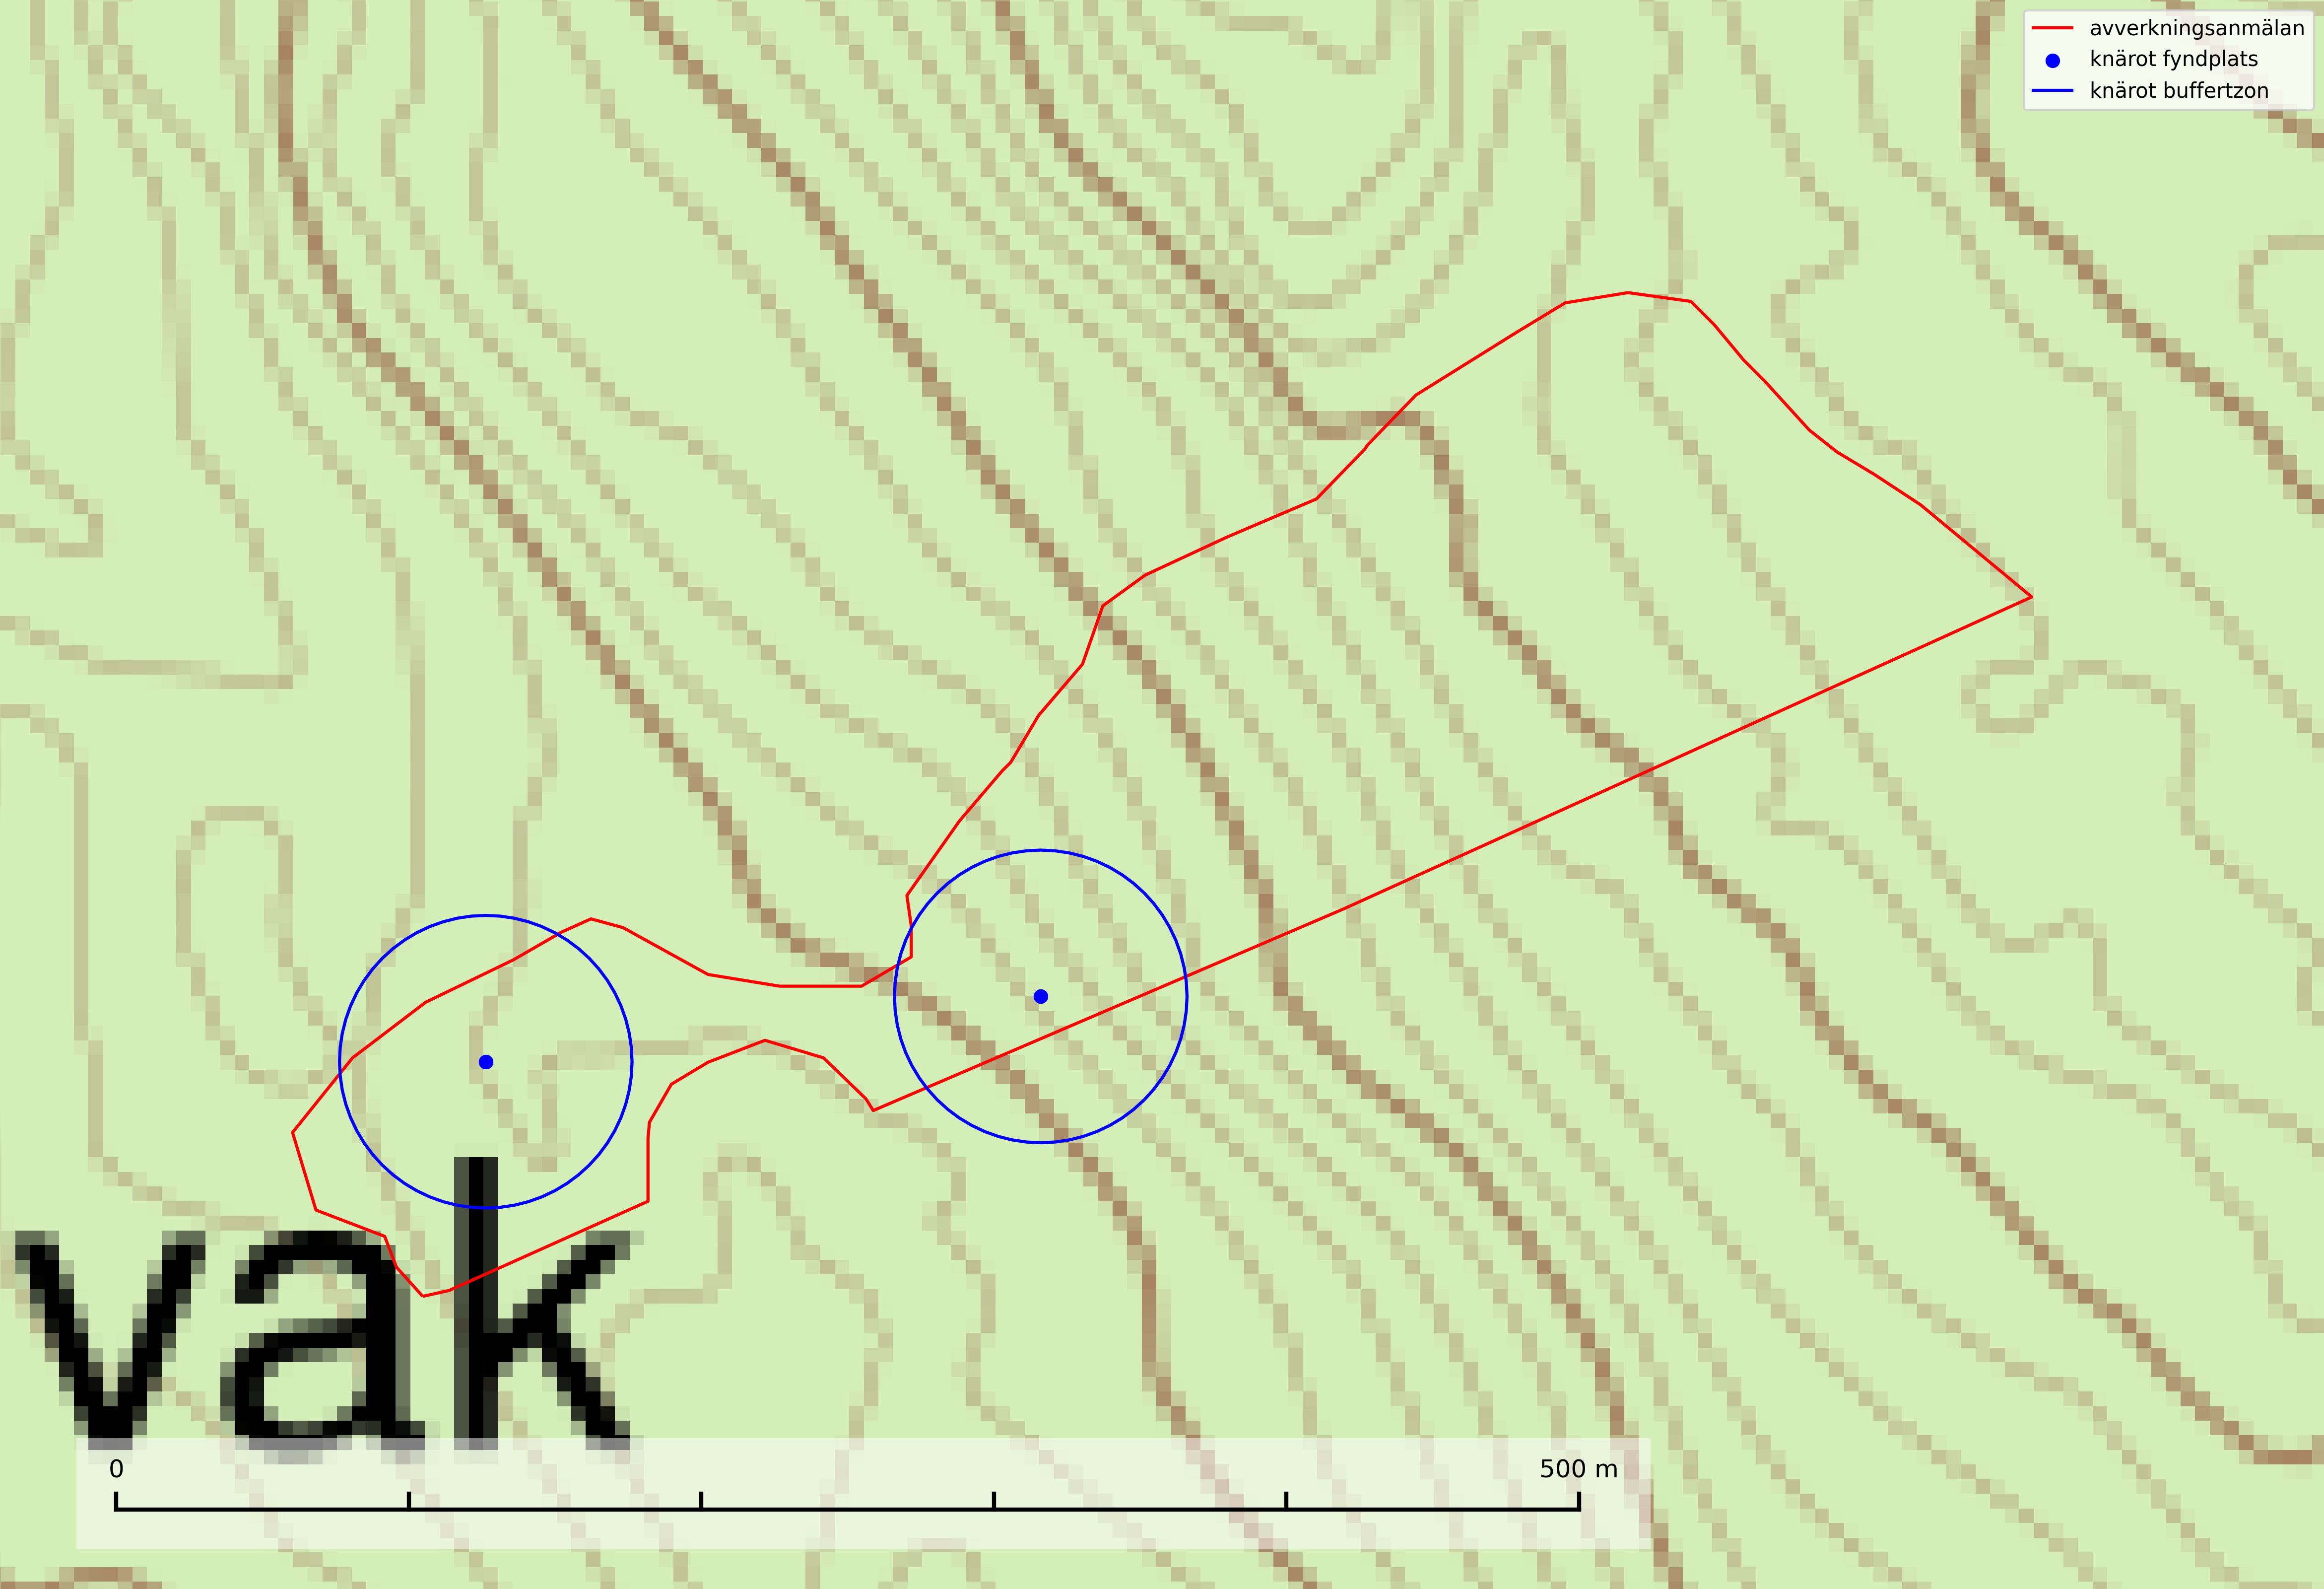 avverkningsanmälan
knärot fyndplats
knärot buffertzon
vak
0 500 m